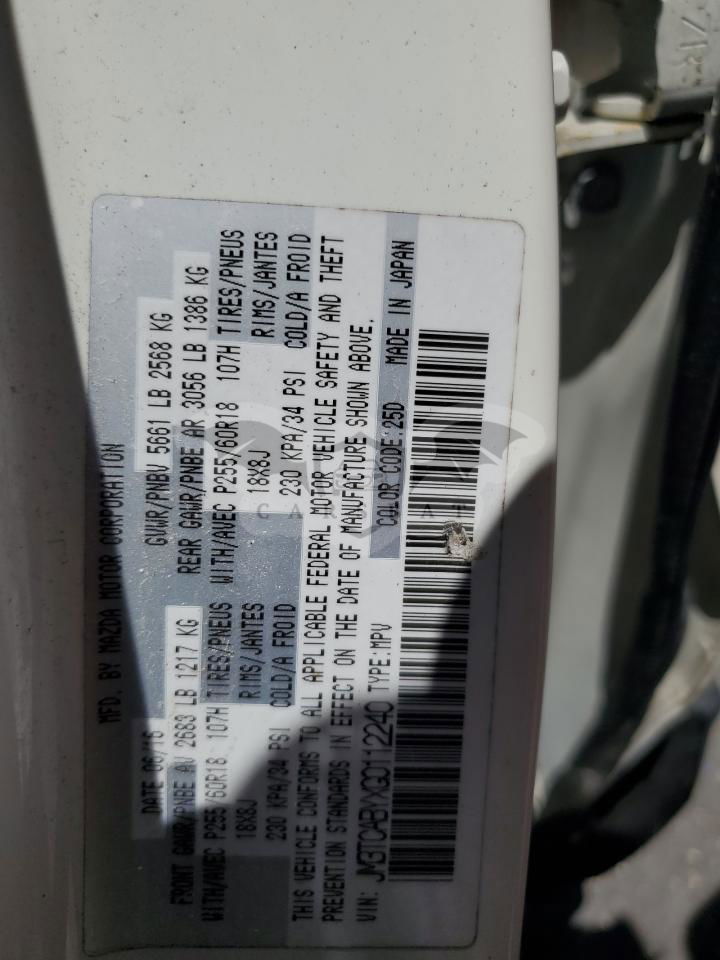 MFD. BY MAZDA MOTOR CORPORATION
DATE 06/16 GVWR/PNBV 5661 LB 2568 KG
FRONT GAWR/PNBE AV 2683 LB 1217 KG REAR GAWR/PNBE AR 3056 LB 1386 KG
WITH/AVEC P255/60R18 107H TIRES/PNEUS WITH/AVEC P255/60R18 107H TIRES/PNEUS
18X8J RIMS/JANTES 18X8J RIMS/JANTES
230 KPA/34 PSI COLD/A FROID 230 KPA/34 PSI COLD/A FROID
THIS VEHICLE CONFORMS TO ALL APPLICABLE FEDERAL MOTOR VEHICLE SAFETY AND THEFT
PREVENTION STANDARDS IN EFFECT ON THE DATE OF MANUFACTURE SHOWN ABOVE.
VIN: JM3TCABYXG0112240 TYPE:MPV COLOR CODE:25D MADE IN JAPAN